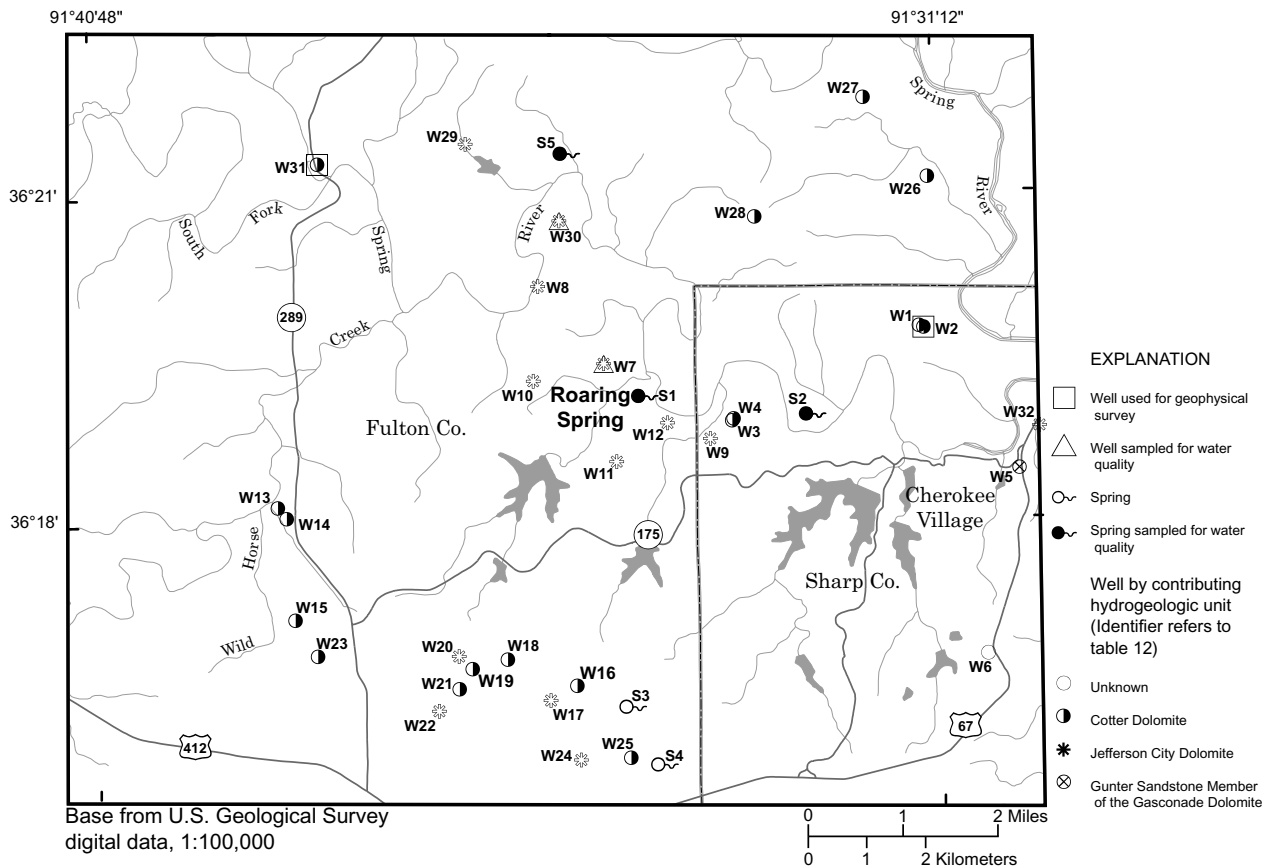 91°40'48"
91°31'12"
36°21'
36°18'
W27
Spring
River
W29
S5
W31
W26
Fork
South
Spring
River
W30
W28
W8
289
Creek
W1
W2
W7
W10
Roaring
Spring
S1
W4
W3
S2
W32
W12
W9
Fulton Co.
W11
W5
Cherokee
Village
W13
W14
Horse
175
Sharp Co.
W15
Wild
W23
W20
W18
W19
W16
W6
W21
S3
W22
W17
67
412
W24
W25
S4
EXPLANATION
Well used for geophysical
survey
Well sampled for water
quality
Spring
Spring sampled for water
quality
Well by contributing
hydrogeologic unit
(Identifier refers to
table 12)
Unknown
Cotter Dolomite
Jefferson City Dolomite
Gunter Sandstone Member
of the Gasconade Dolomite
Base from U.S. Geological Survey
digital data, 1:100,000
0 1 2 Miles
0 1 2 Kilometers